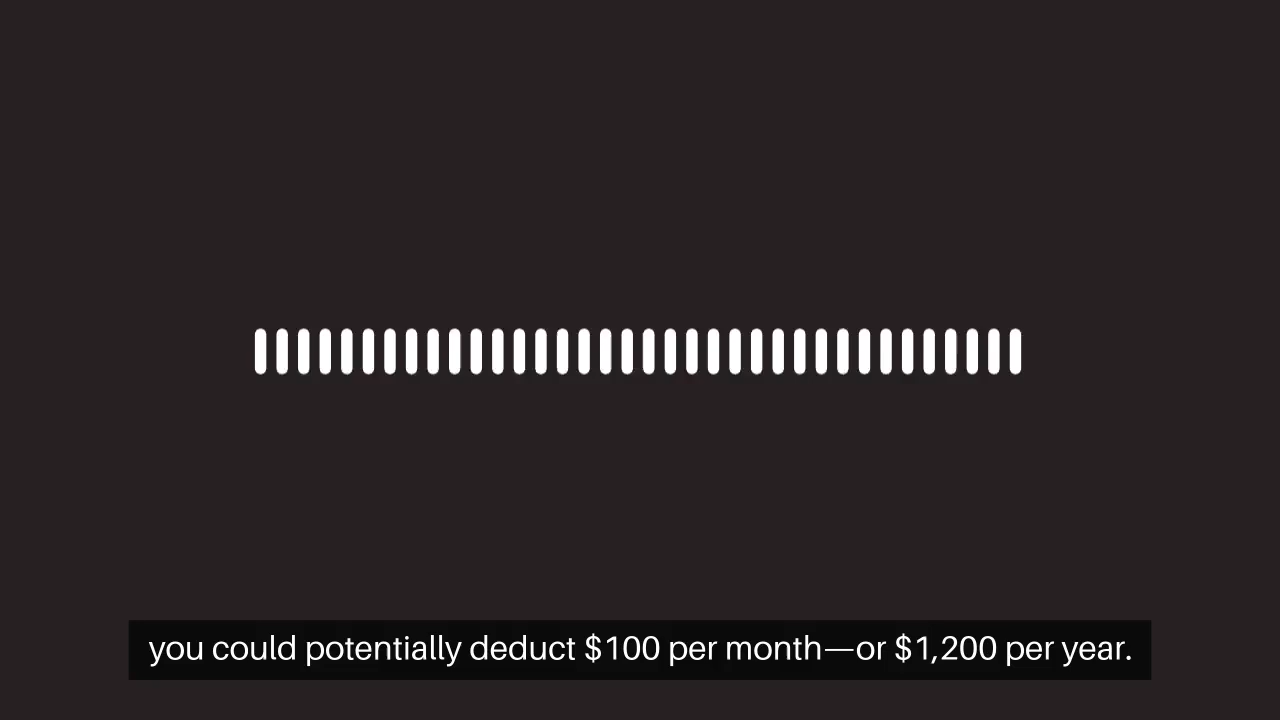 you could potentially deduct $100 per month—or $1,200 per year.